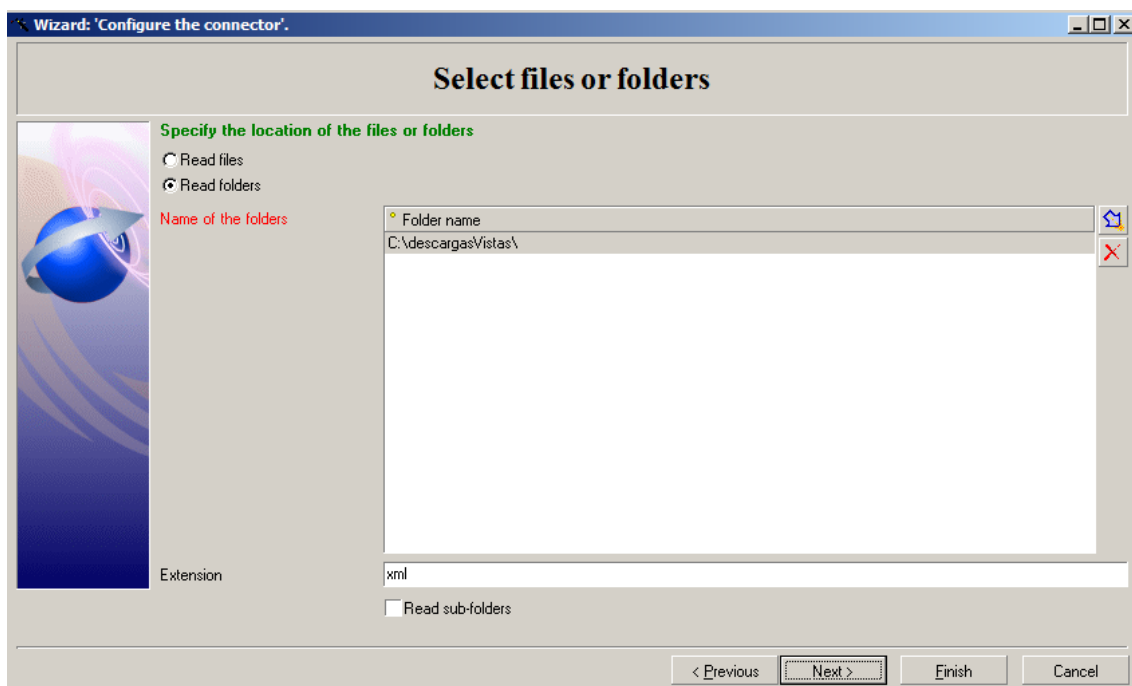 Wizard: 'Configure the connector'.
Select files or folders
Specify the location of the files or folders
Read files
Read folders
Name of the folders
Folder name
C:\descargasVistas\
Extension
xml
Read sub-folders
< Previous
Next >
Finish
Cancel